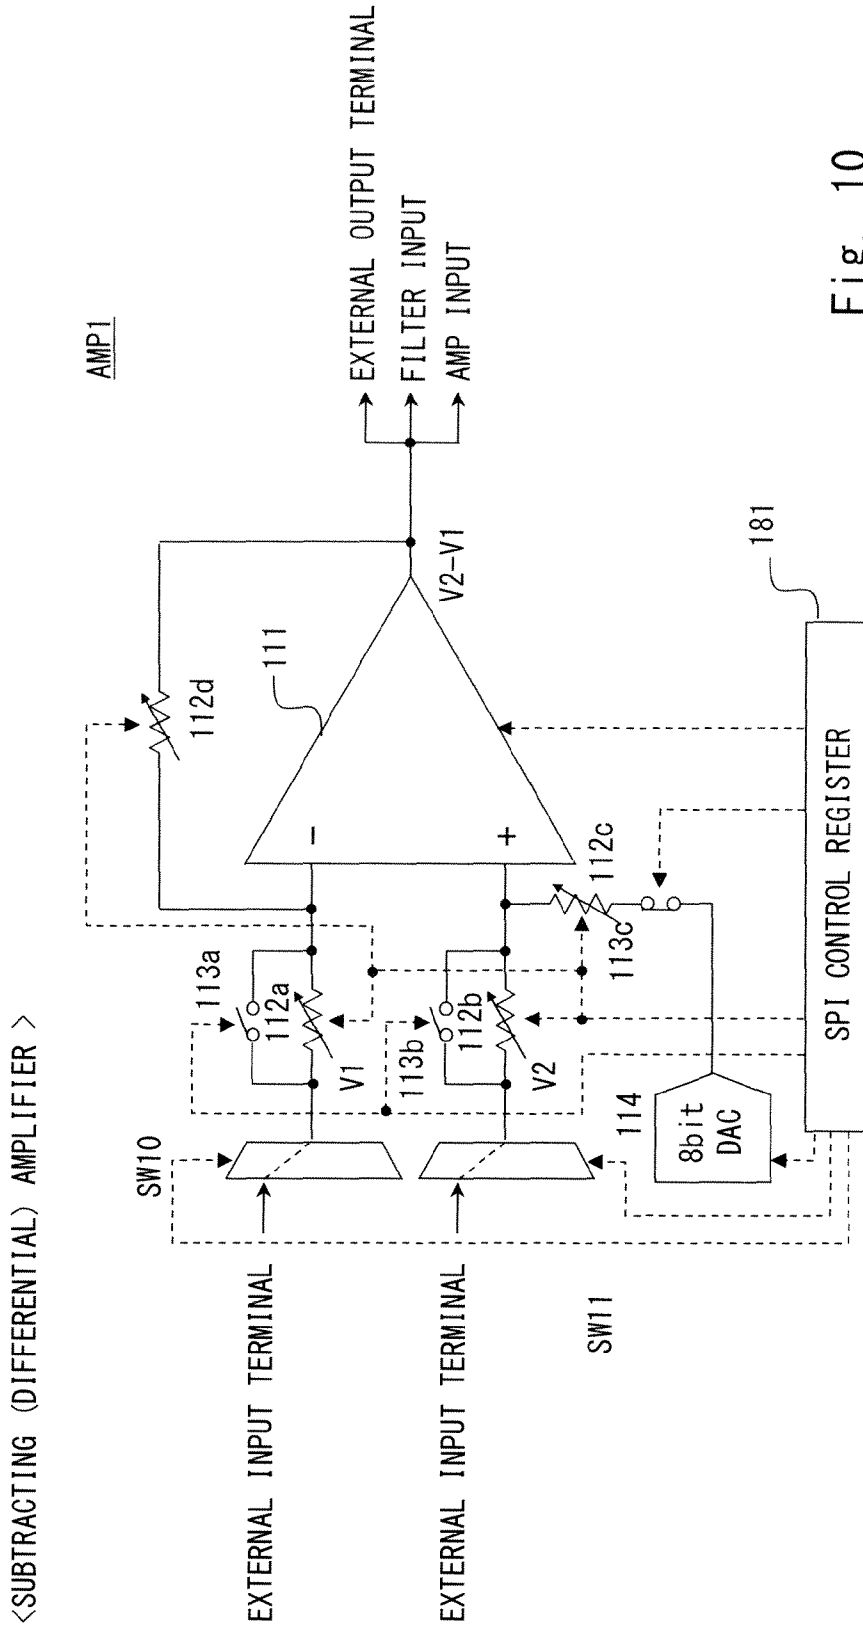 <SUBTRACTING (DIFFERENTIAL) AMPLIFIER >
AMP1
112d
111
SW10
113a
112a
V1
EXTERNAL INPUT TERMINAL
−
EXTERNAL OUTPUT TERMINAL
FILTER INPUT
AMP INPUT
V2-V1
113b
112b
V2
EXTERNAL INPUT TERMINAL
+
112c
113c
SW11
114
8bit
DAC
181
SPI CONTROL REGISTER
Fig. 10